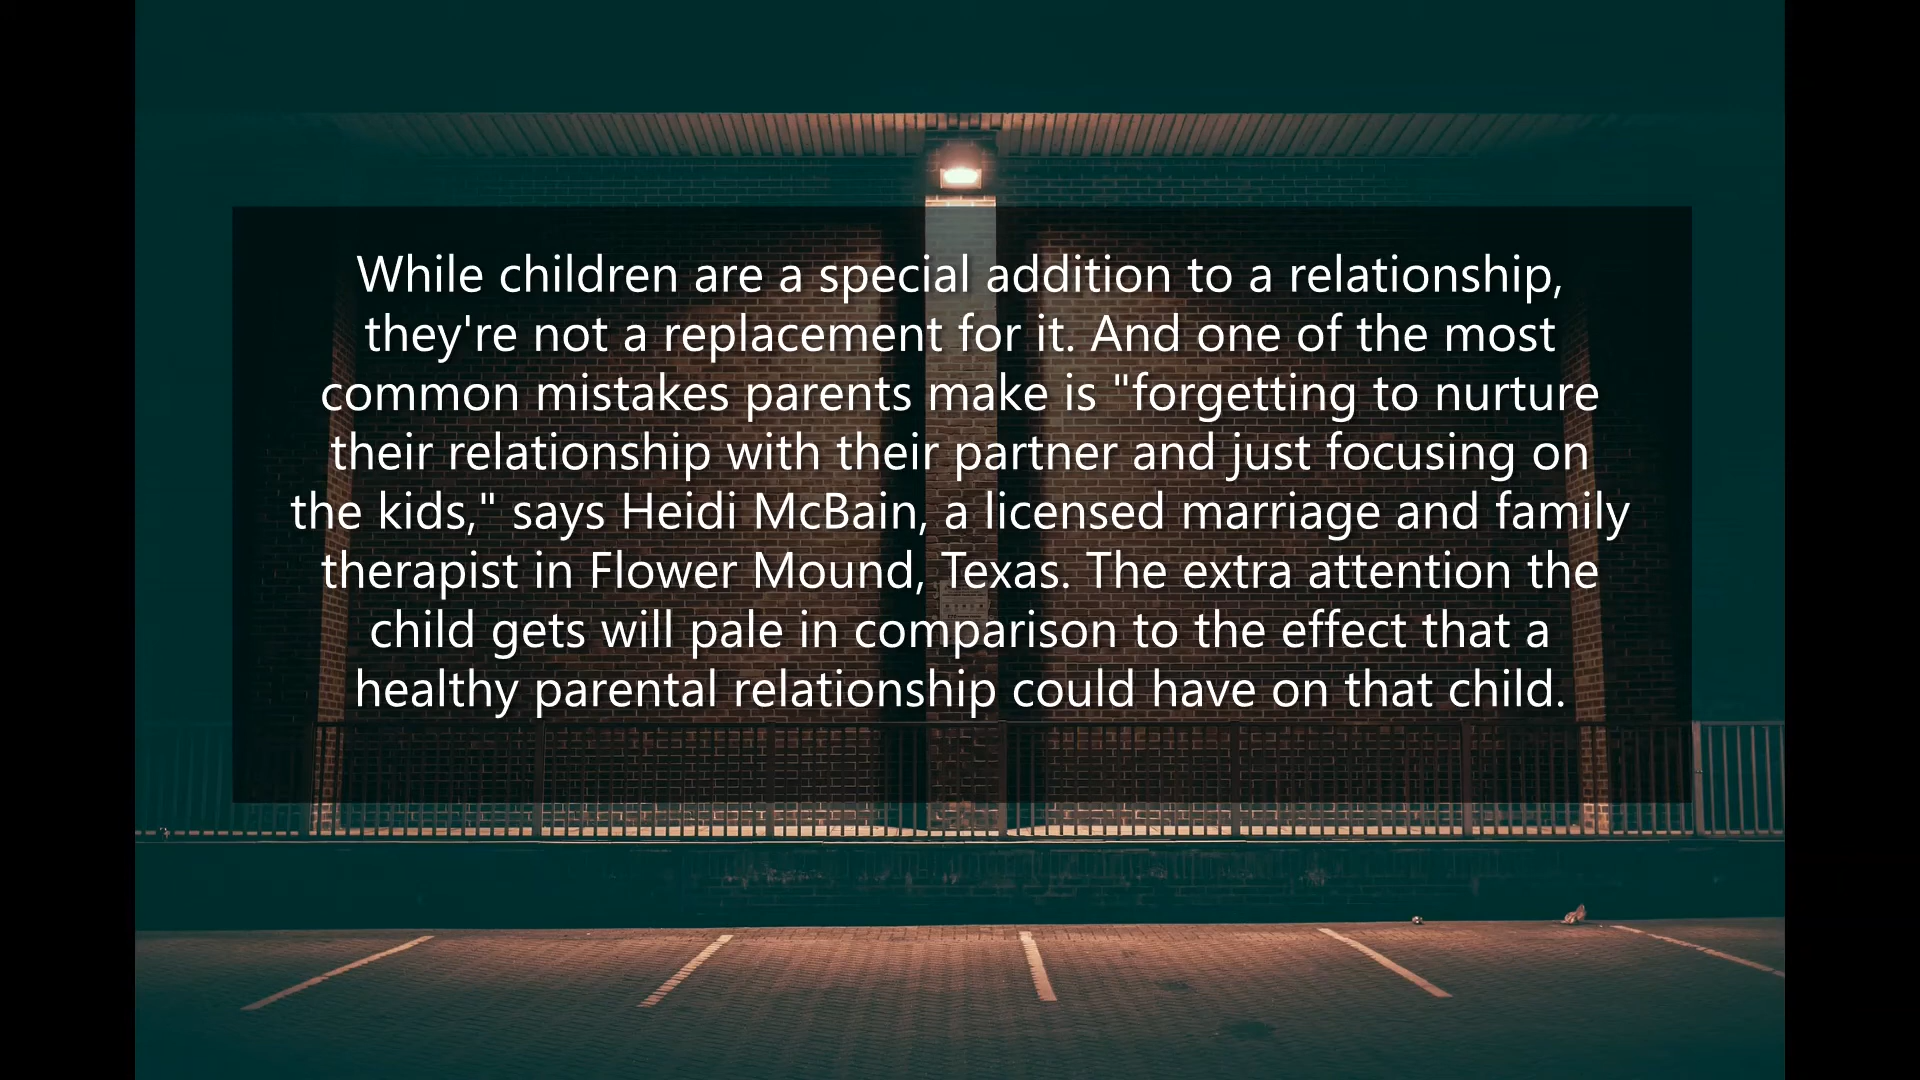 While children are a special addition to a relationship,
they're not a replacement for it. And one of the most
common mistakes parents make is "forgetting to nurture
their relationship with their partner and just focusing on
the kids," says Heidi McBain, a licensed marriage and family
therapist in Flower Mound, Texas. The extra attention the
child gets will pale in comparison to the effect that a
healthy parental relationship could have on that child.